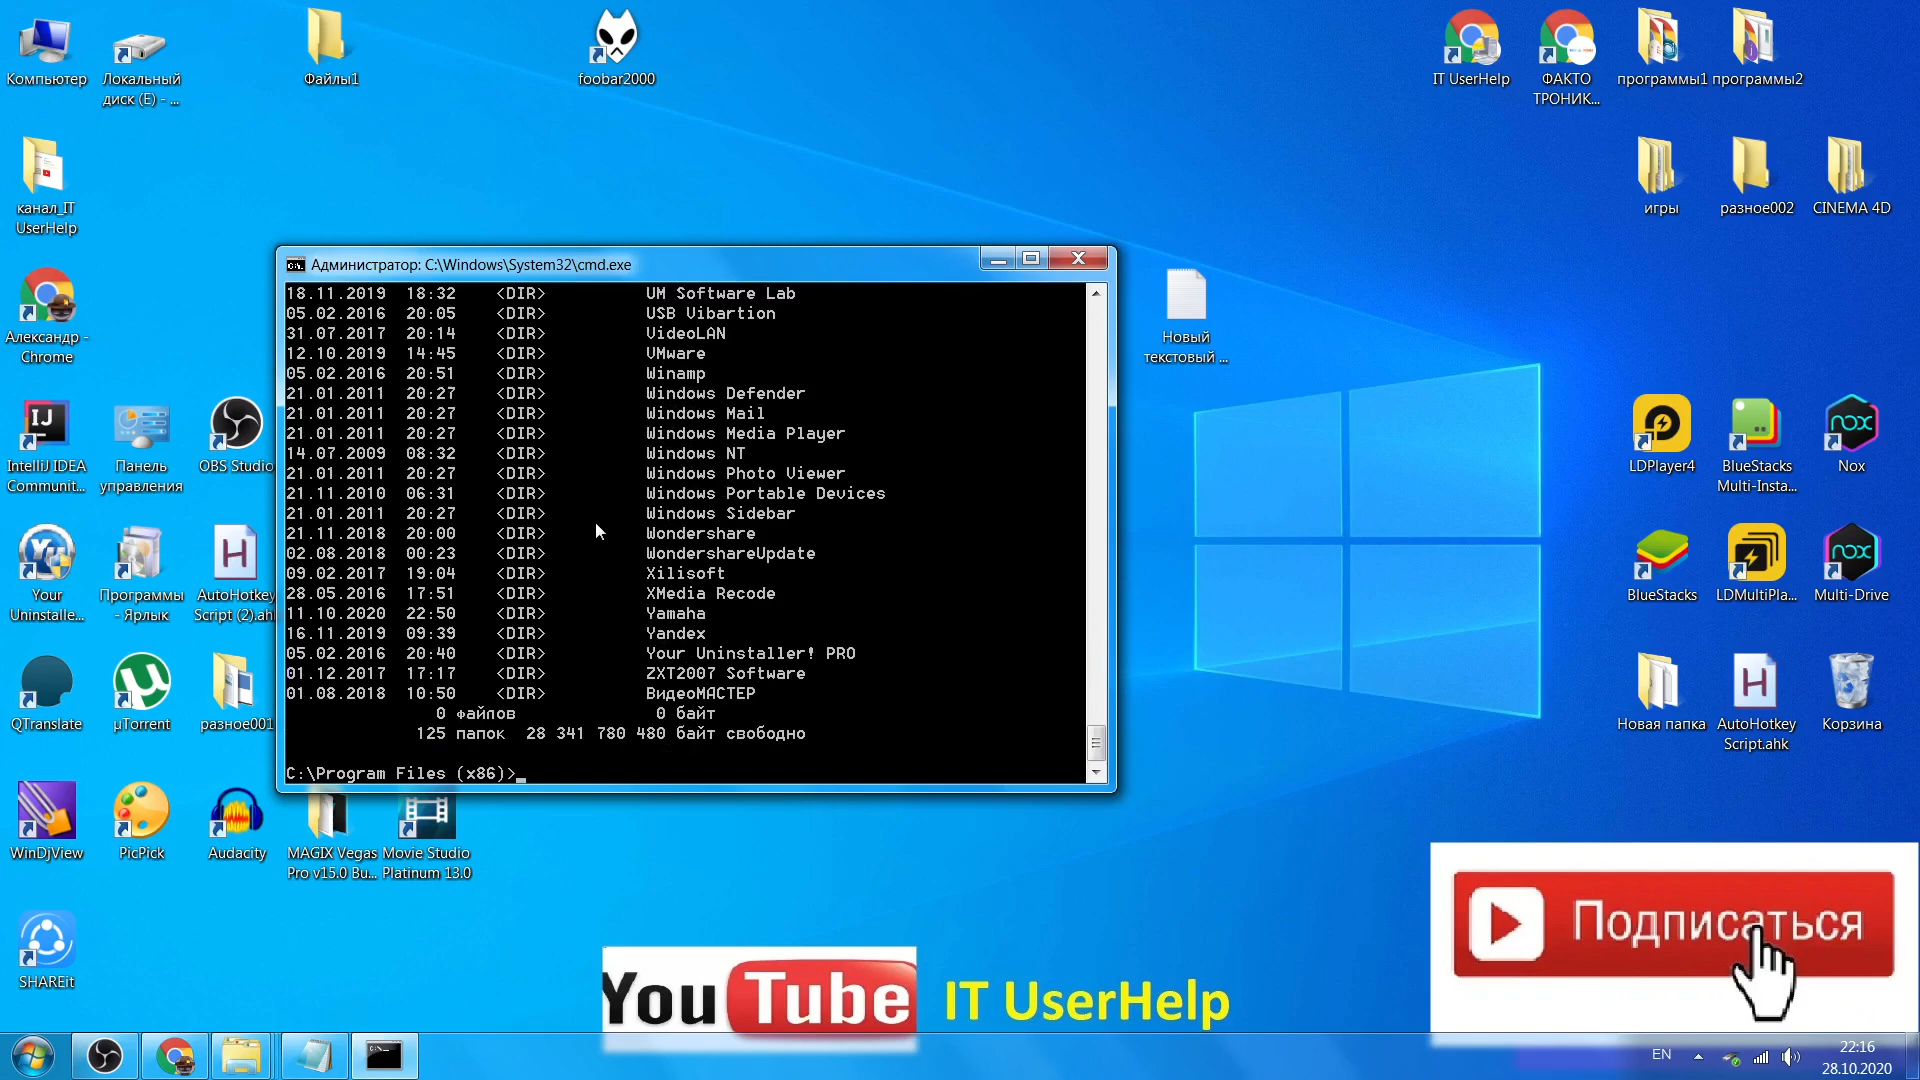 Компьютер
Локальный
диск (E) - ...
Файлы1
foobar2000
IT UserHelp
ФАКТО
ТРОНИК...
программы1
программы2
канал_IT
UserHelp
игры
разное002
CINEMA 4D
Александр -
Chrome
Новый
текстовый ...
Администратор: C:\Windows\System32\cmd.exe
18.11.2019 18:32 <DIR> UM Software Lab
05.02.2016 20:05 <DIR> USB Vibartion
31.07.2017 20:14 <DIR> VideoLAN
12.10.2019 14:45 <DIR> VMware
05.02.2016 20:51 <DIR> Winamp
21.01.2011 20:27 <DIR> Windows Defender
21.01.2011 20:27 <DIR> Windows Mail
21.01.2011 20:27 <DIR> Windows Media Player
14.07.2009 08:32 <DIR> Windows NT
21.01.2011 20:27 <DIR> Windows Photo Viewer
21.11.2010 06:31 <DIR> Windows Portable Devices
21.01.2011 20:27 <DIR> Windows Sidebar
21.11.2018 20:00 <DIR> Wondershare
02.08.2018 00:23 <DIR> WondershareUpdate
09.02.2017 19:04 <DIR> Xilisoft
28.05.2016 17:51 <DIR> XMedia Recode
11.10.2020 22:50 <DIR> Yamaha
16.11.2019 09:39 <DIR> Yandex
05.02.2016 20:40 <DIR> Your Uninstaller! PRO
01.12.2017 17:17 <DIR> ZXT2007 Software
01.08.2018 10:50 <DIR> ВидеоМАСТЕР
0 файлов 0 байт
125 папок 28 341 780 480 байт свободно
C:\Program Files (x86)>_
IntelliJ IDEA
Communit...
Панель
управления
OBS Studio
LDPlayer4
BlueStacks
Multi-Insta...
Nox
Your
Uninstalle...
Программы
- Ярлык
AutoHotkey
Script (2).ahk
BlueStacks
LDMultiPla...
Multi-Drive
QTranslate
µTorrent
разное001
Новая папка
AutoHotkey
Script.ahk
Корзина
WinDjView
PicPick
Audacity
MAGIX Vegas
Pro v15.0 Bu...
Movie Studio
Platinum 13.0
SHAREit
Подписаться
YouTube
IT UserHelp
EN
22:16
28.10.2020